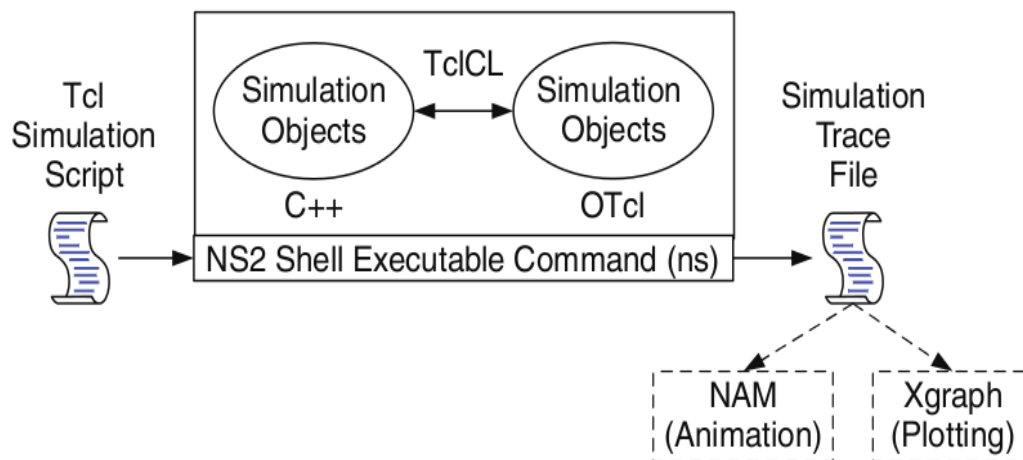 Tcl
Simulation
Script
TclCL
Simulation
Objects
Simulation
Objects
C++
OTcl
NS2 Shell Executable Command (ns)
Simulation
Trace
File
NAM
(Animation)
Xgraph
(Plotting)